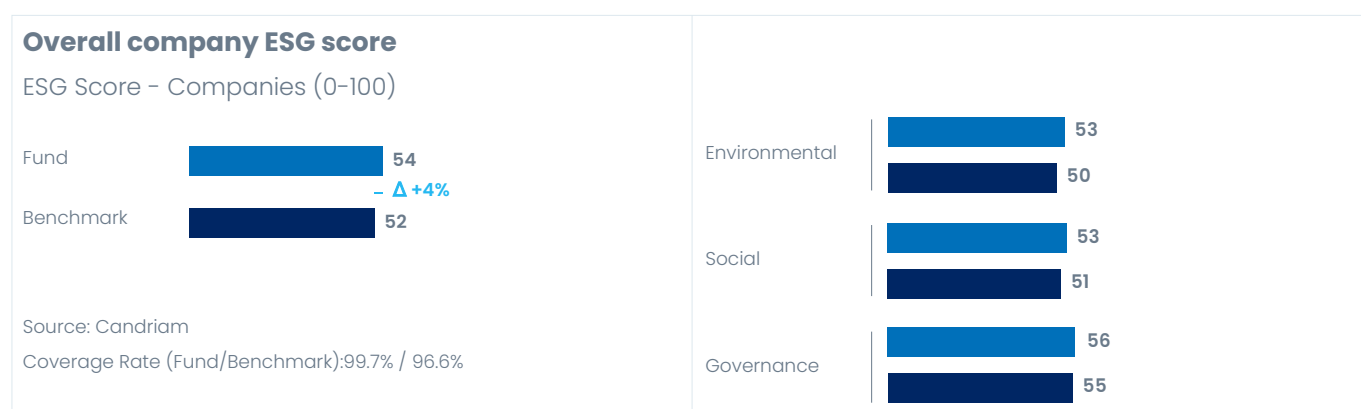 Overall company ESG score
ESG Score - Companies (0-100)
Fund
54
Δ +4%
Benchmark
52
Source: Candriam
Coverage Rate (Fund/Benchmark):99.7% / 96.6%
Environmental
53
50
Social
53
51
Governance
56
55